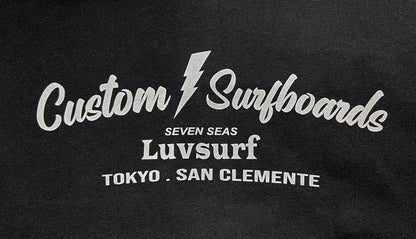 Custom Surfboards
SEVEN SEAS
Luvsurf
TOKYO . SAN CLEMENTE